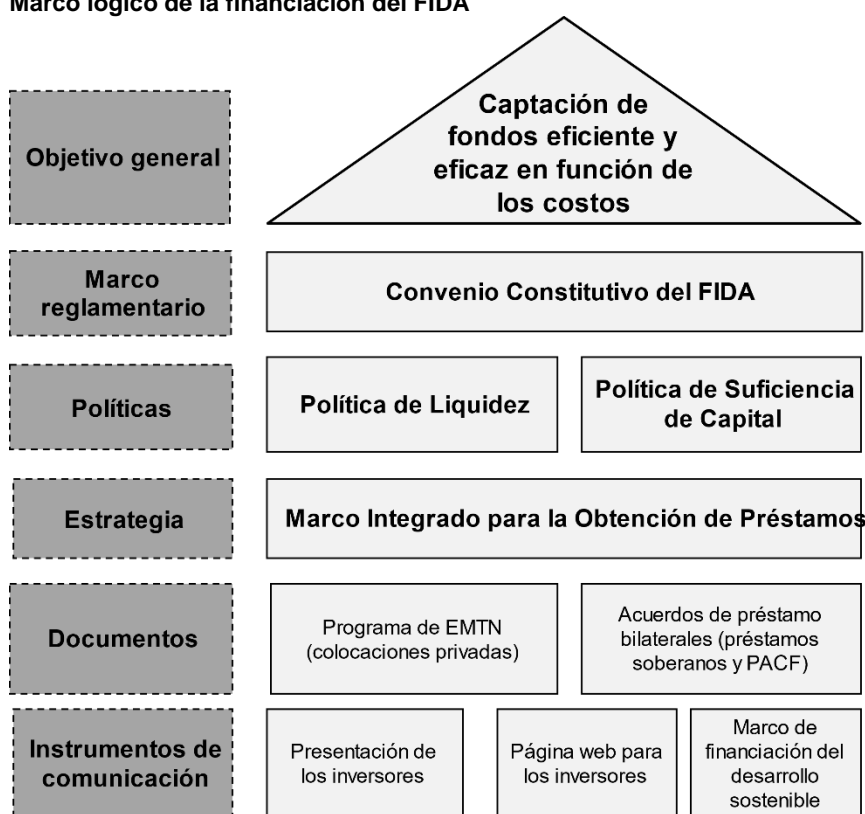 Marco lógico de la financiación del FIDA
Objetivo general
Captación de
fondos eficiente y
eficaz en función de
los costos
Marco
reglamentario
Convenio Constitutivo del FIDA
Políticas
Política de Liquidez
Política de Suficiencia
de Capital
Estrategia
Marco Integrado para la Obtención de Préstamos
Documentos
Programa de EMTN
(colocaciones privadas)
Acuerdos de préstamo
bilaterales (préstamos
soberanos y PACF)
Instrumentos de
comunicación
Presentación de
los inversores
Página web para
los inversores
Marco de
financiación del
desarrollo
sostenible